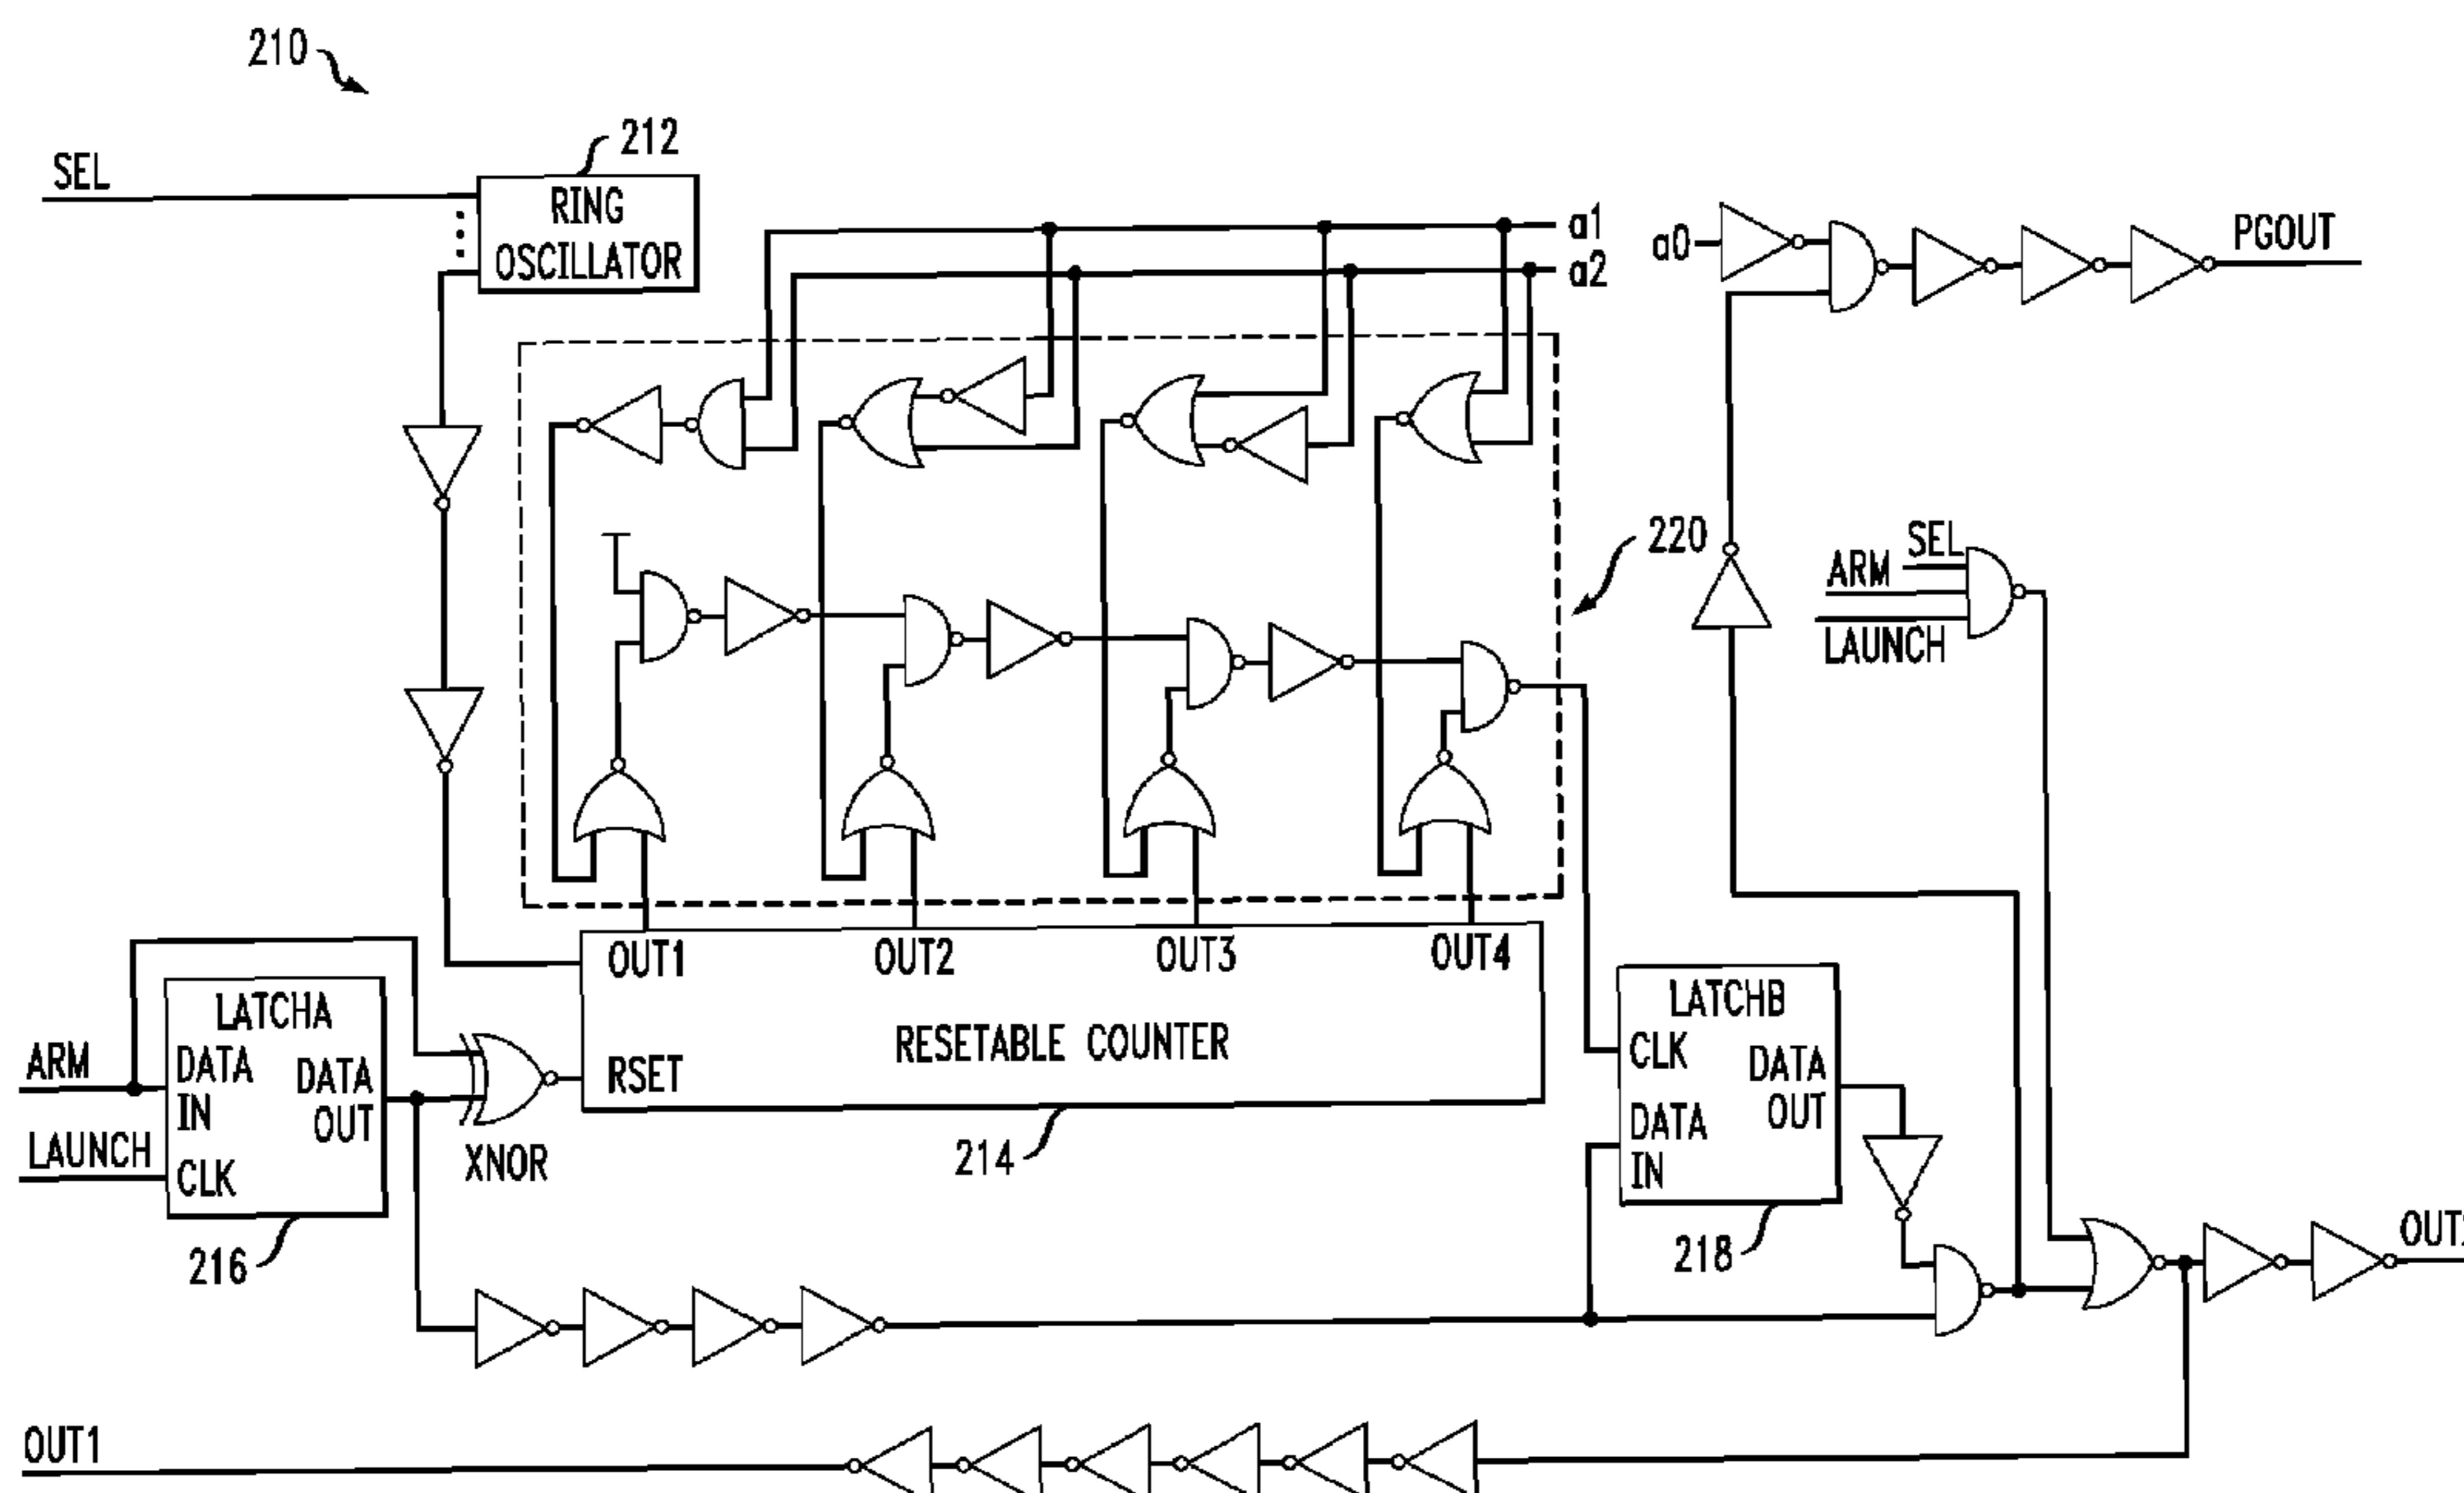 210
212
SEL
RING
OSCILLATOR
a1
a2
a0
PGOUT
220
SEL
ARM
LAUNCH
OUT1
OUT2
OUT3
OUT4
LATCHA
ARM
DATA
IN
DATA
OUT
LAUNCH
CLK
XNOR
RSET
RESETABLE COUNTER
LATCHB
CLK
DATA
OUT
DATA
IN
214
216
218
OUT1